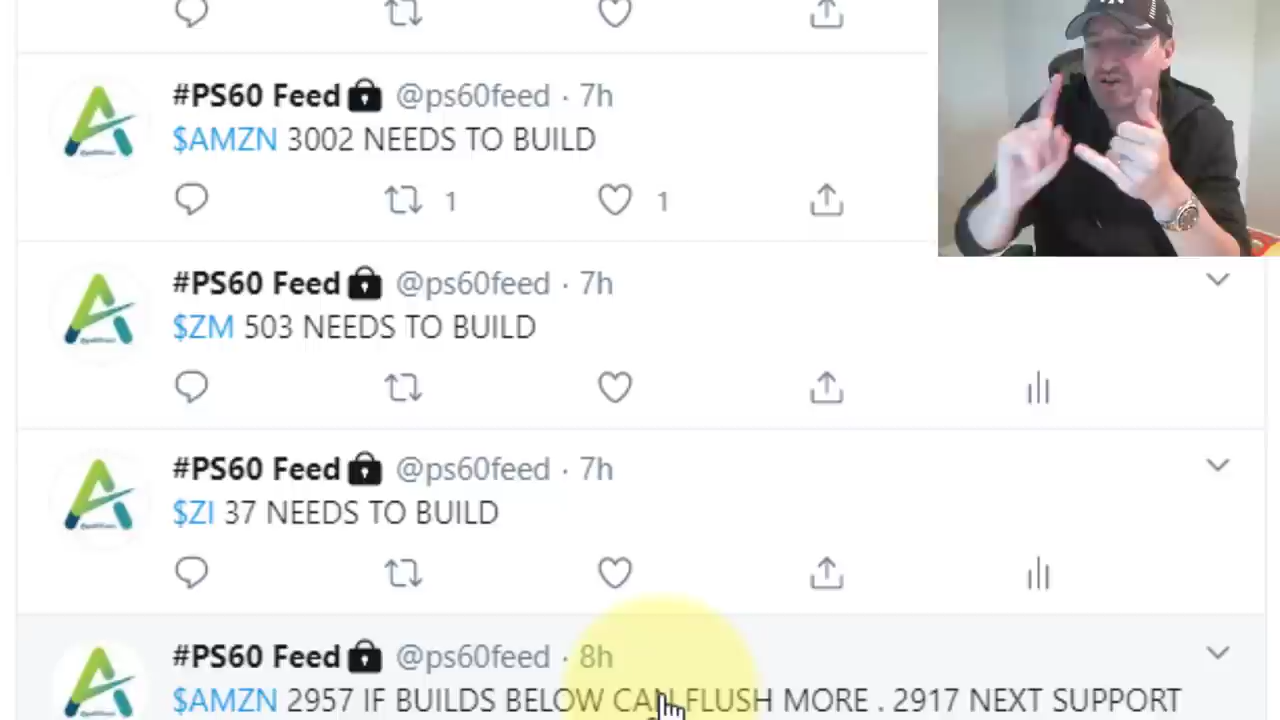 #PS60 Feed @ps60feed · 7h
$AMZN 3002 NEEDS TO BUILD
1 1
#PS60 Feed @ps60feed · 7h
$ZM 503 NEEDS TO BUILD
#PS60 Feed @ps60feed · 7h
$ZI 37 NEEDS TO BUILD
#PS60 Feed @ps60feed · 8h
$AMZN 2957 IF BUILDS BELOW CAN FLUSH MORE . 2917 NEXT SUPPORT